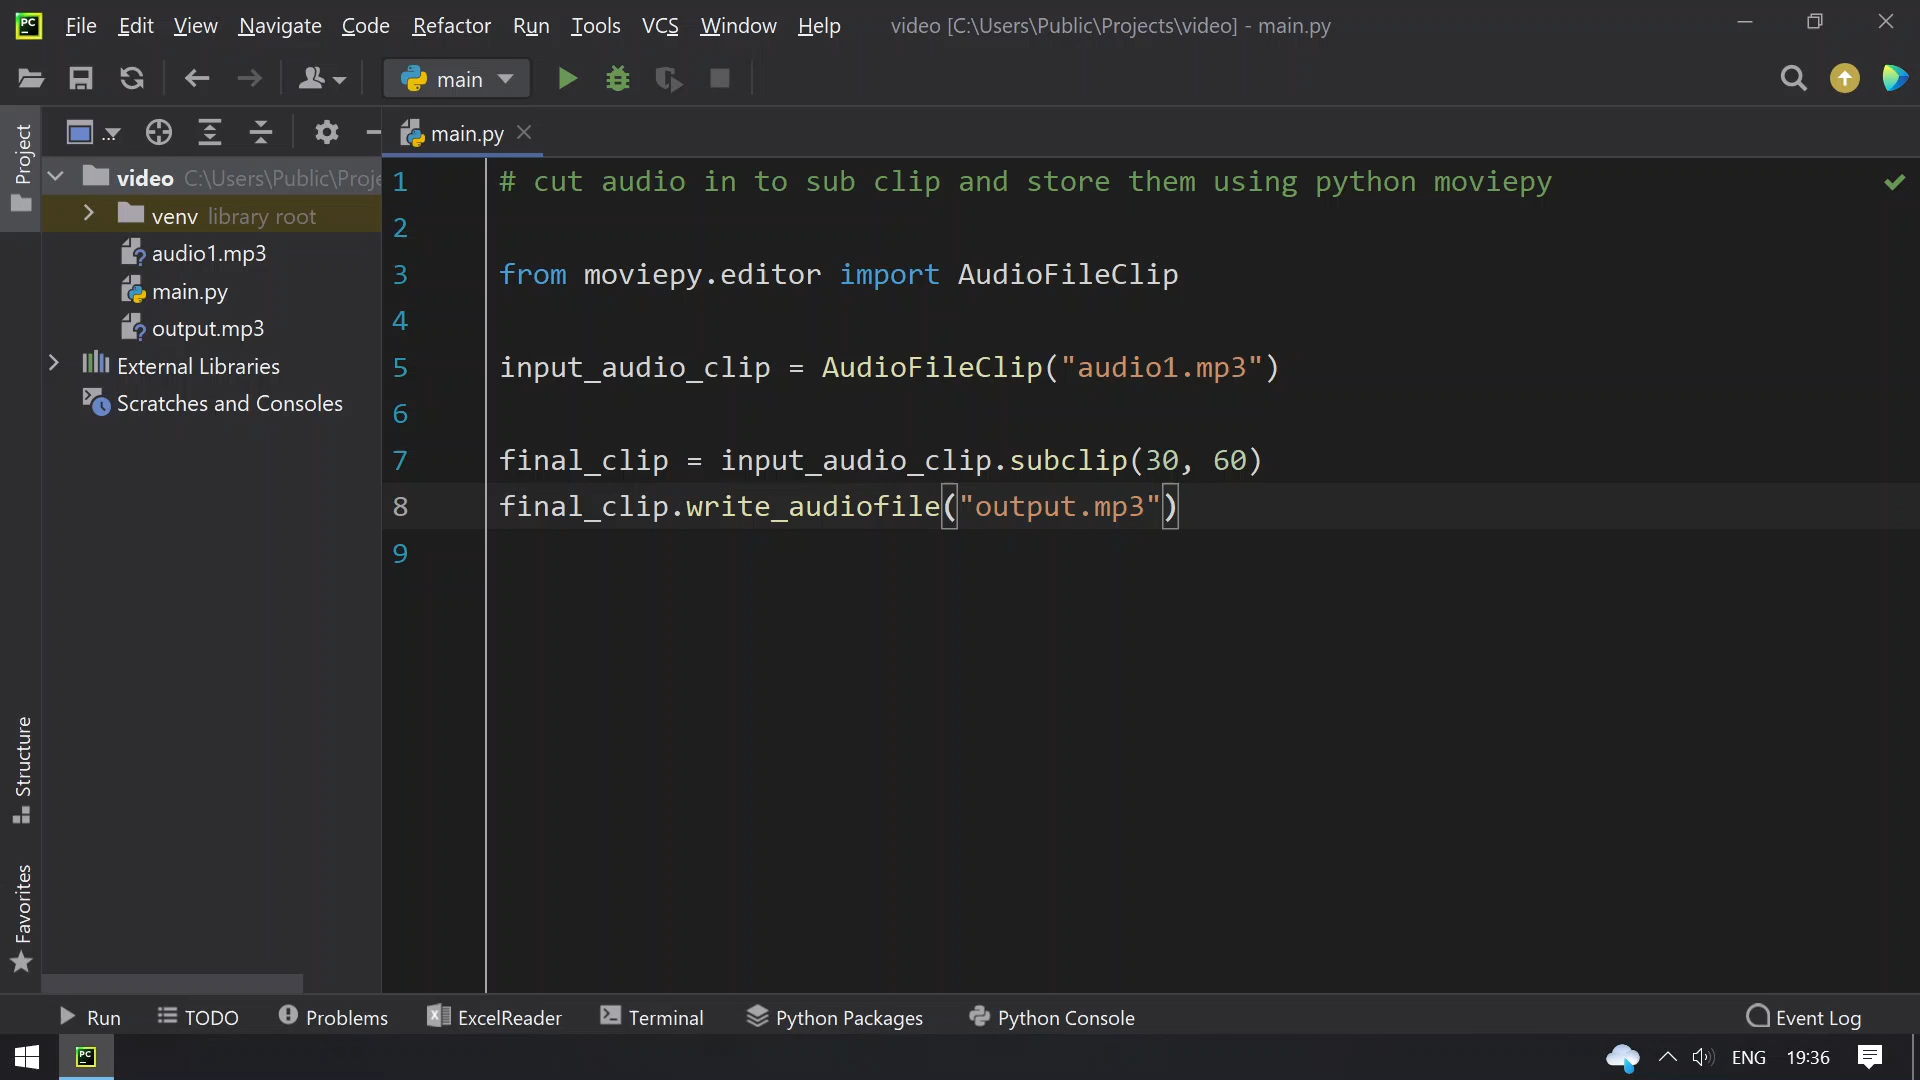 PC File Edit View Navigate Code Refactor Run Tools VCS Window Help video [C:\Users\Public\Projects\video] - main.py
main
Project
...
main.py
video C:\Users\Public\Proje
venv library root
audio1.mp3
main.py
output.mp3
External Libraries
Scratches and Consoles
1 # cut audio in to sub clip and store them using python moviepy
2
3 from moviepy.editor import AudioFileClip
4
5 input_audio_clip = AudioFileClip("audio1.mp3")
6
7 final_clip = input_audio_clip.subclip(30, 60)
8 final_clip.write_audiofile("output.mp3")
9
Structure
Favorites
Run TODO Problems ExcelReader Terminal Python Packages Python Console Event Log
PC ENG 19:36